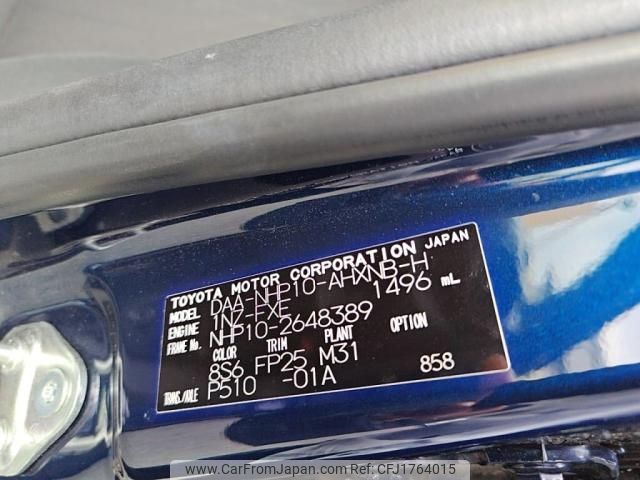 TOYOTA MOTOR CORPORATION JAPAN
MODEL DAA-NHP10-AHXNB-H
ENGINE 1NZ-FXE 1496 mL
FRAME No. NHP10-2648389
COLOR TRIM PLANT OPTION
8S6 FP25 M31
TRANS./AXLE P510 -01A 858
www.CarFromJapan.com - CFJ1764015